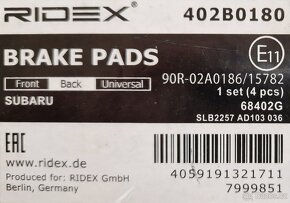 RIDEX 402B0180
BRAKE PADS E11
Front Back Universal 90R-02A0186/15782
SUBARU 1 set (4 pcs)
68402G
SLB2257 AD103 036
EAC
www.ridex.de
Produced for: RIDEX GmbH 4059191321711
Berlin, Germany 7999851